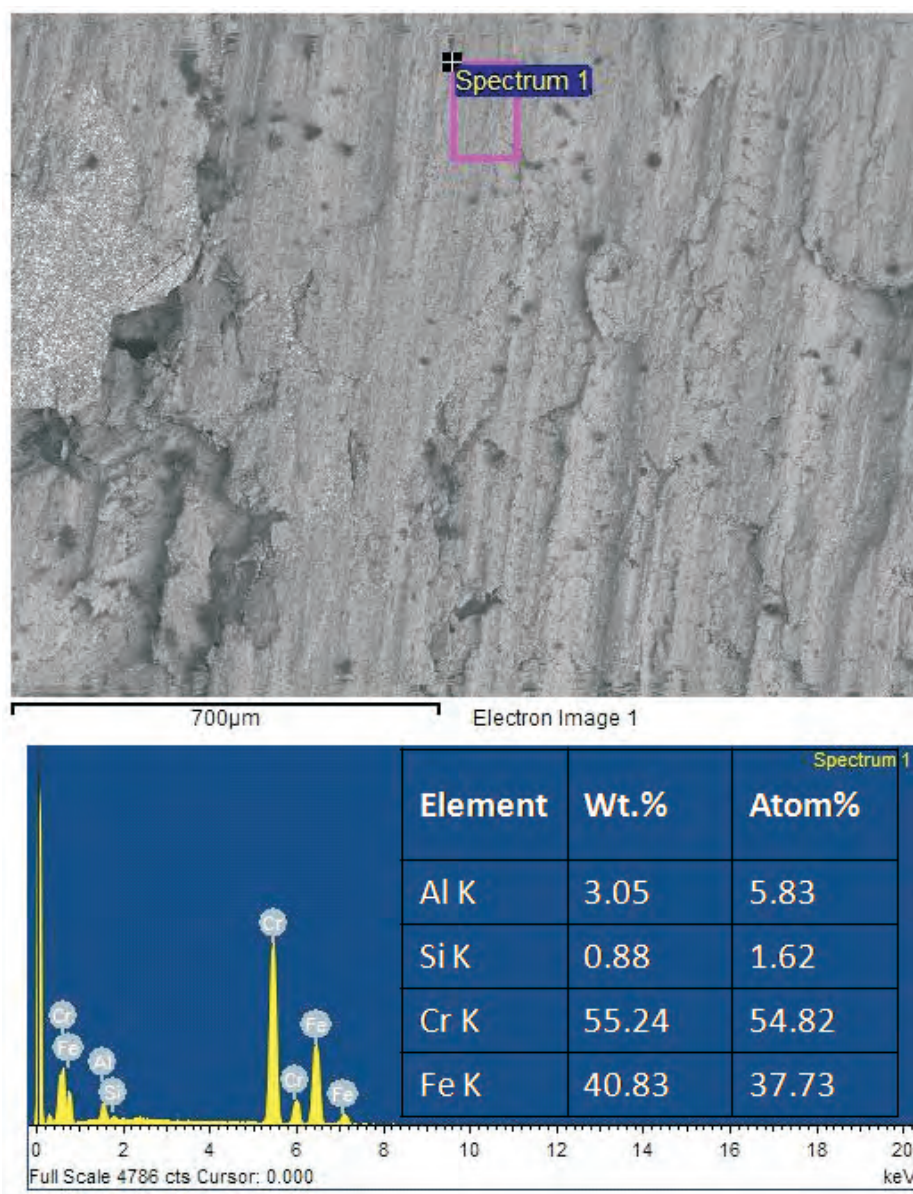 Spectrum 1
700µm
Electron Image 1
Spectrum 1
Element Wt.% Atom%
Al K 3.05 5.83
Si K 0.88 1.62
Cr K 55.24 54.82
Fe K 40.83 37.73
Cr
Cr
Fe
Fe
Al
Si
Cr
Fe
0 2 4 6 8 10 12 14 16 18 20
Full Scale 4786 cts Cursor: 0.000 keV